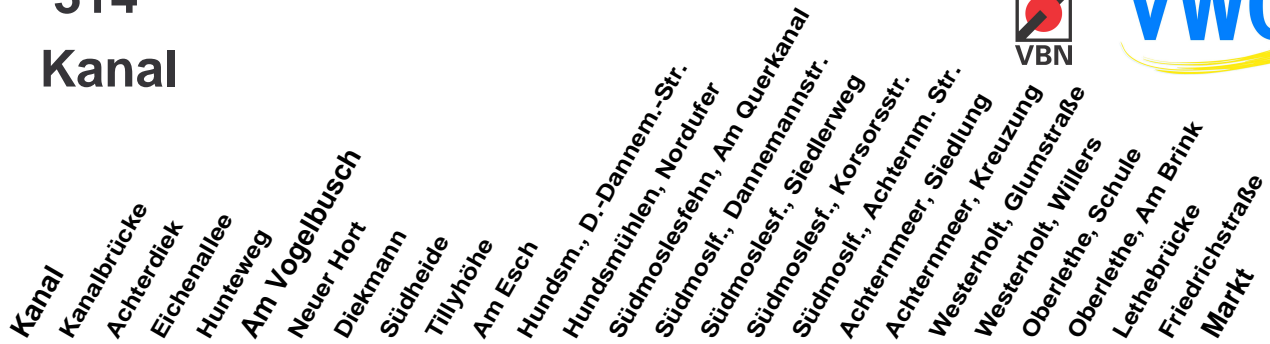 314
Kanal
VBN
VWG
Kanal
Kanalbrücke
Achterdiek
Eichenallee
Hunteweg
Am Vogelbusch
Neuer Hort
Diekmann
Südheide
Tillyhöhe
Am Esch
Hundsm., D.-Dannem.-Str.
Hundsmühlen, Nordufer
Südmoslesfehn, Am Querkanal
Südmoslf., Dannemannstr.
Südmoslesf., Siedlerweg
Südmoslesf., Korsorsstr.
Südmoslf., Achternm. Str.
Achternmeer, Siedlung
Achternmeer, Kreuzung
Westerholt, Glumstraße
Westerholt, Willers
Oberlethe, Schule
Oberlethe, Am Brink
Lethebrücke
Friedrichstraße
Markt